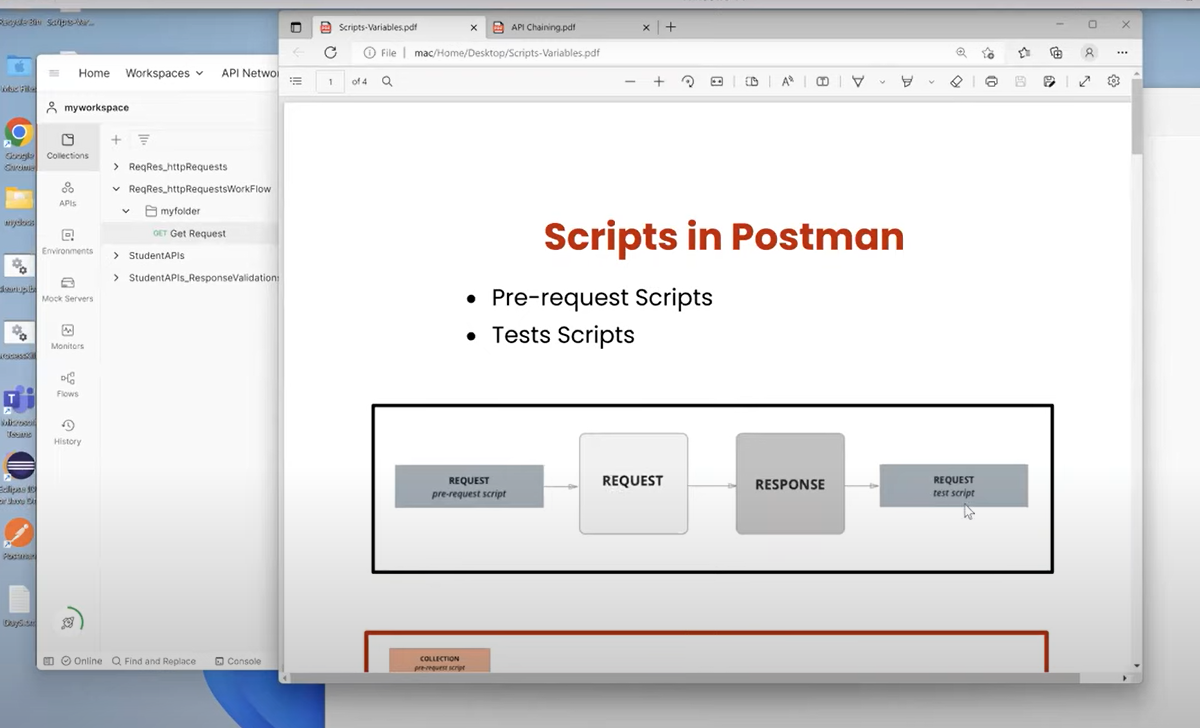 Recycle Bin
Scripts-Var...
Mac Files
Google
Chrome
Microsoft
Teams
Eclipse IDE
for Java De...
Postman
Home
Workspaces
API Networ
myworkspace
Collections
APIs
Environments
Mock Servers
Monitors
Flows
History
ReqRes_httpRequests
ReqRes_httpRequestsWorkFlow
myfolder
GET Get Request
StudentAPIs
StudentAPIs_ResponseValidations
Online
Find and Replace
Console
Scripts-Variables.pdf
API Chaining.pdf
File
mac/Home/Desktop/Scripts-Variables.pdf
1 of 4
Scripts in Postman
• Pre-request Scripts
• Tests Scripts
REQUEST
pre-request script
REQUEST
RESPONSE
REQUEST
test script
COLLECTION
pre-request script